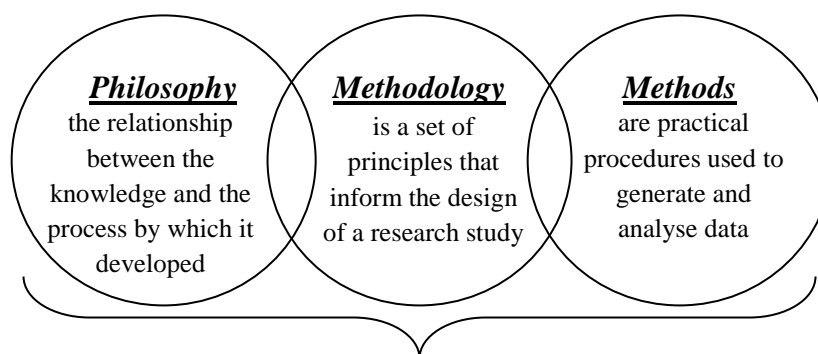 Philosophy
the relationship
between the
knowledge and the
process by which it
developed
Methodology
is a set of
principles that
inform the design
of a research study
Methods
are practical
procedures used to
generate and
analyse data